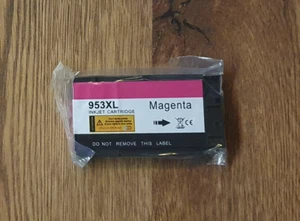 953XL
INKJET CARTRIDGE
Magenta
DO NOT REMOVE THIS LABEL